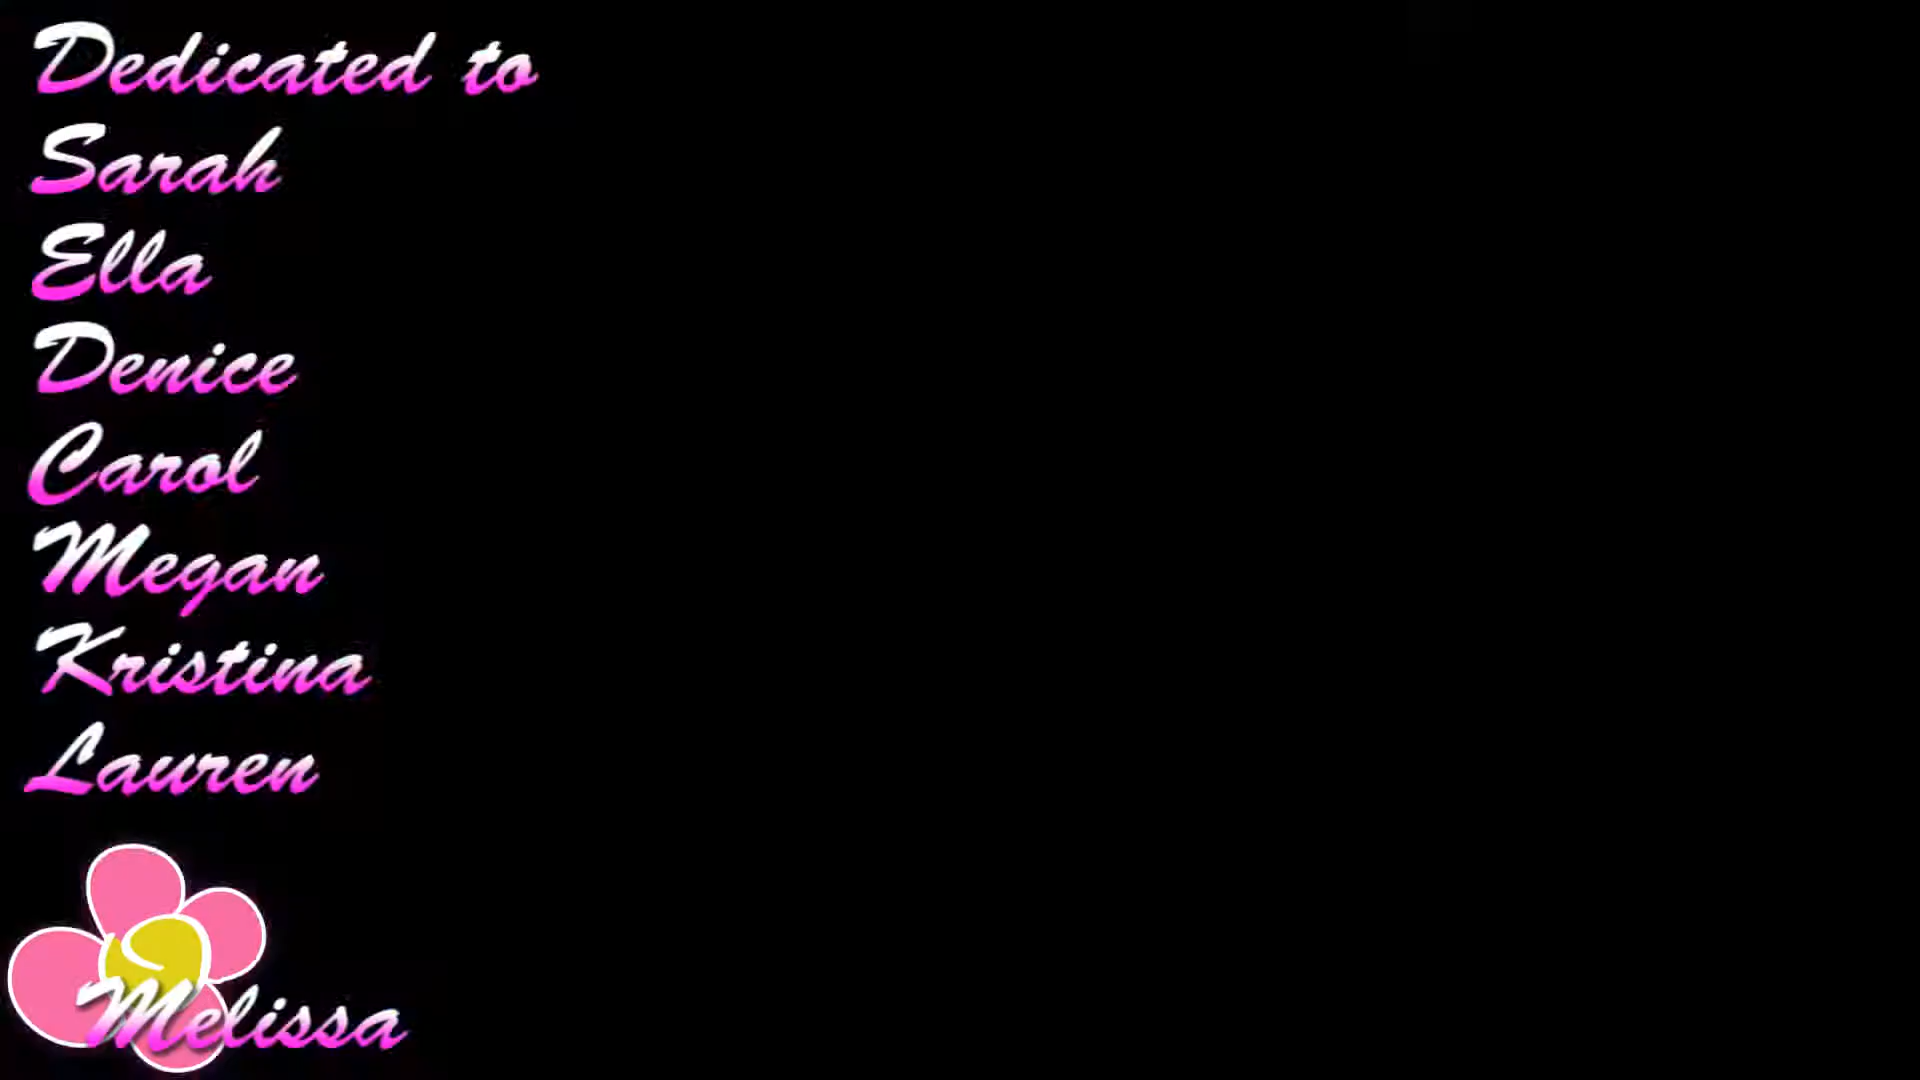 Dedicated to
Sarah
Ella
Denice
Carol
Megan
Kristina
Lauren
Melissa